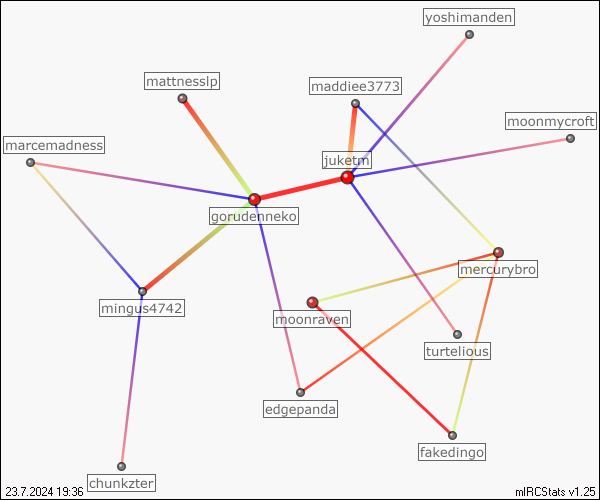 yoshimanden
mattnesslp
maddiee3773
moonmycroft
marcemadness
juketm
gorudenneko
mercurybro
mingus4742
moonraven
turtelious
edgepanda
fakedingo
chunkzter
23.7.2024 19:36
mIRCStats v1.25